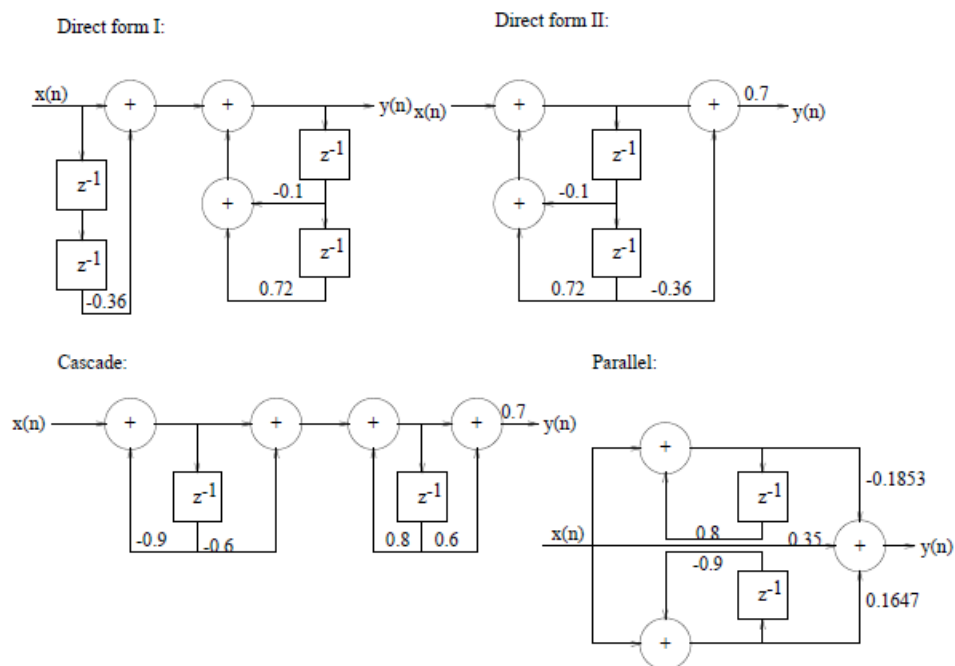 Direct form I:
x(n)
+
+
y(n)
z-1
z-1
-0.1
+
z-1
z-1
-0.36
0.72
Direct form II:
x(n)
+
+
0.7
y(n)
z-1
-0.1
+
z-1
0.72
-0.36
Cascade:
x(n)
+
+
+
+
0.7
y(n)
z-1
z-1
-0.9
-0.6
0.8
0.6
Parallel:
+
z-1
-0.1853
x(n)
0.8
0.35
+
y(n)
-0.9
z-1
0.1647
+